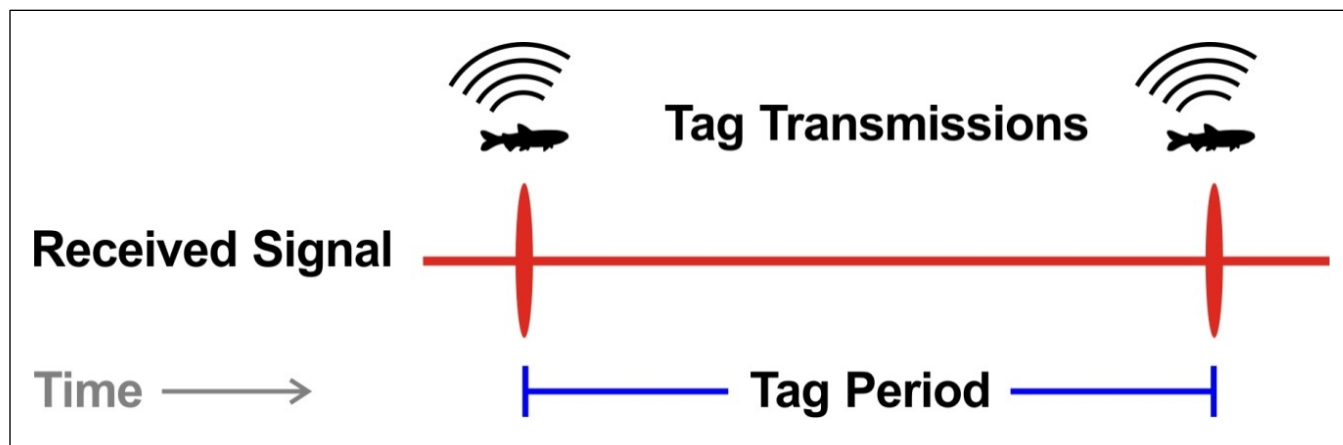 Tag Transmissions
Received Signal
Time
Tag Period